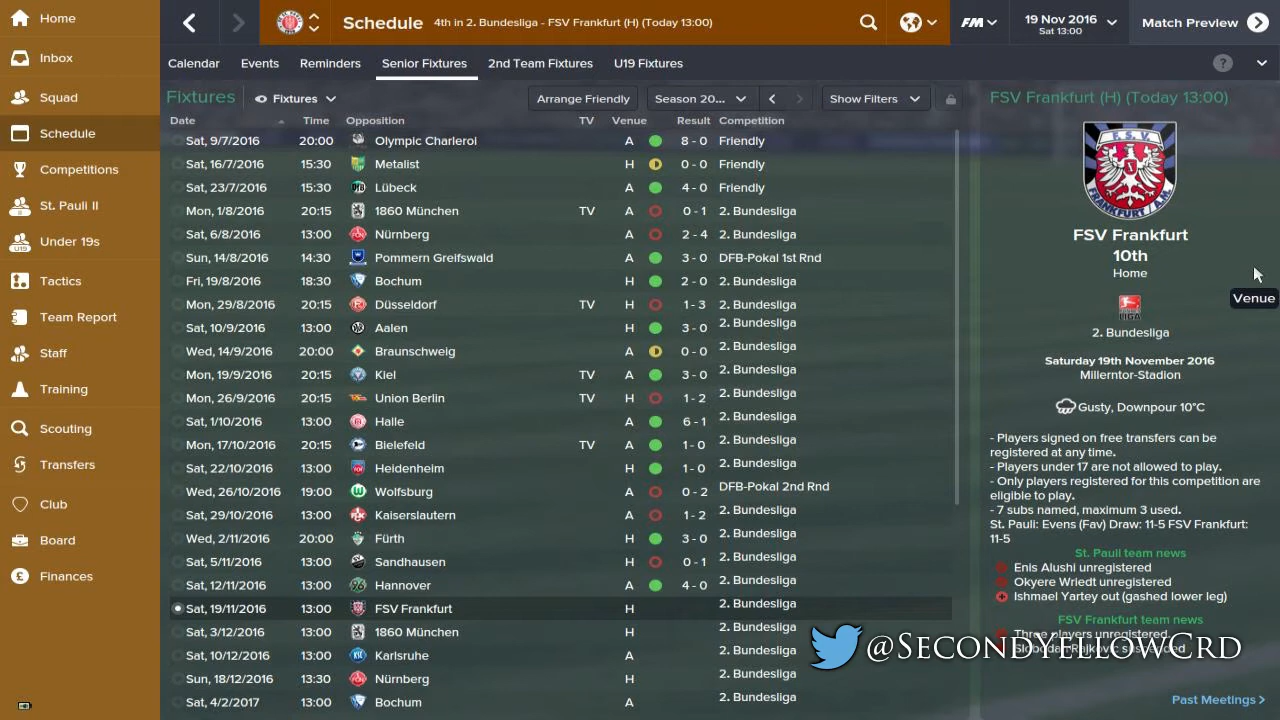 Home
Inbox
Squad
Schedule
Competitions
St. Pauli II
Under 19s
Tactics
Team Report
Staff
Training
Scouting
Transfers
Club
Board
Finances
Schedule 4th in 2. Bundesliga - FSV Frankfurt (H) (Today 13:00)
FM
19 Nov 2016
Sat 13:00
Match Preview
Calendar Events Reminders Senior Fixtures 2nd Team Fixtures U19 Fixtures ?
Fixtures Fixtures Arrange Friendly Season 20... Show Filters
Date Time Opposition TV Venue Result Competition
Sat, 9/7/2016 20:00 Olympic Charleroi A 8 - 0 Friendly
Sat, 16/7/2016 15:30 Metalist H 0 - 0 Friendly
Sat, 23/7/2016 15:30 Lübeck A 4 - 0 Friendly
Mon, 1/8/2016 20:15 1860 München TV A 0 - 1 2. Bundesliga
Sat, 6/8/2016 13:00 Nürnberg A 2 - 4 2. Bundesliga
Sun, 14/8/2016 14:30 Pommern Greifswald A 3 - 0 DFB-Pokal 1st Rnd
Fri, 19/8/2016 18:30 Bochum H 2 - 0 2. Bundesliga
Mon, 29/8/2016 20:15 Düsseldorf TV H 1 - 3 2. Bundesliga
Sat, 10/9/2016 13:00 Aalen H 3 - 0 2. Bundesliga
Wed, 14/9/2016 20:00 Braunschweig A 0 - 0 2. Bundesliga
Mon, 19/9/2016 20:15 Kiel TV A 3 - 0 2. Bundesliga
Mon, 26/9/2016 20:15 Union Berlin TV H 1 - 2 2. Bundesliga
Sat, 1/10/2016 13:00 Halle A 6 - 1 2. Bundesliga
Mon, 17/10/2016 20:15 Bielefeld TV A 1 - 0 2. Bundesliga
Sat, 22/10/2016 13:00 Heidenheim H 1 - 0 2. Bundesliga
Wed, 26/10/2016 19:00 Wolfsburg A 0 - 2 DFB-Pokal 2nd Rnd
Sat, 29/10/2016 13:00 Kaiserslautern A 1 - 2 2. Bundesliga
Wed, 2/11/2016 20:00 Fürth H 3 - 0 2. Bundesliga
Sat, 5/11/2016 13:00 Sandhausen H 0 - 1 2. Bundesliga
Sat, 12/11/2016 13:00 Hannover A 4 - 0 2. Bundesliga
Sat, 19/11/2016 13:00 FSV Frankfurt H 2. Bundesliga
Sat, 3/12/2016 13:00 1860 München H 2. Bundesliga
Sat, 10/12/2016 13:00 Karlsruhe A 2. Bundesliga
Sun, 18/12/2016 13:30 Nürnberg H 2. Bundesliga
Sat, 4/2/2017 13:00 Bochum A 2. Bundesliga
FSV Frankfurt (H) (Today 13:00)
F.S.V.
FRANKFURT A.M.
FSV Frankfurt
10th
Home
Venue
2. Bundesliga
Saturday 19th November 2016
Millerntor-Stadion
Gusty, Downpour 10°C
- Players signed on free transfers can be
registered at any time.
- Players under 17 are not allowed to play.
- Only players registered for this competition are
eligible to play.
- 7 subs named, maximum 3 used.
St. Pauli: Evens (Fav) Draw: 11-5 FSV Frankfurt:
11-5
St. Pauli team news
Enis Alushi unregistered
Okyere Wriedt unregistered
Ishmael Yartey out (gashed lower leg)
FSV Frankfurt team news
Three players unregistered
Slobodan Rajkovic suspended
@SecondYellowCrd
Past Meetings >